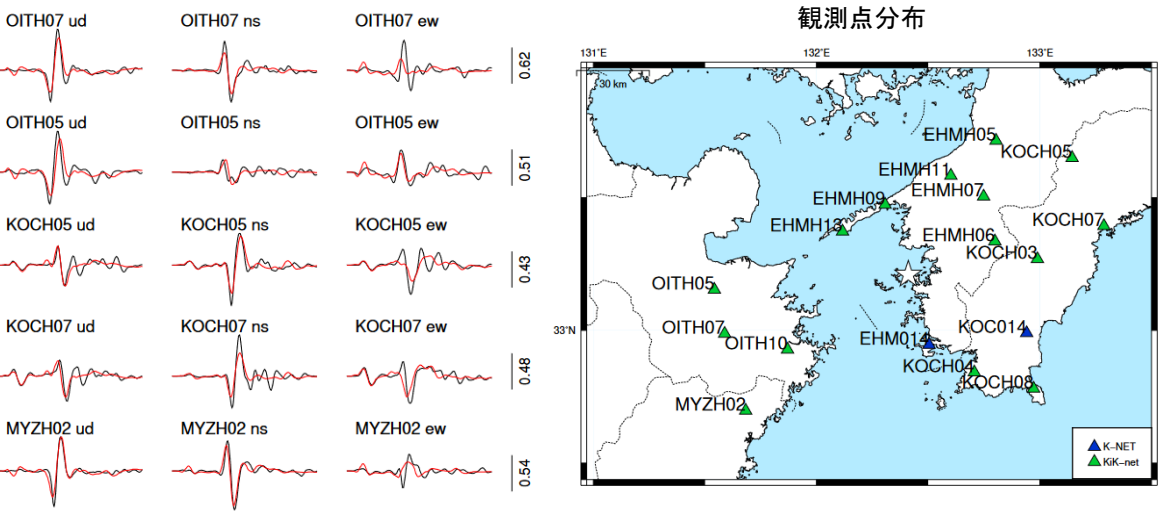 OITH07 ud OITH07 ns OITH07 ew
0.62
OITH05 ud OITH05 ns OITH05 ew
0.51
KOCH05 ud KOCH05 ns KOCH05 ew
0.43
KOCH07 ud KOCH07 ns KOCH07 ew
0.48
MYZH02 ud MYZH02 ns MYZH02 ew
0.54
観測点分布
131°E 132°E 133°E
30 km
EHMH05
KOCH05
EHMH11
EHMH07
EHMH09
KOCH07
EHMH13
EHMH06
KOCH03
OITH05
OITH07
KOC014
33°N
OITH10
EHM014
KOCH04
KOCH08
MYZH02
K-NET
KiK-net